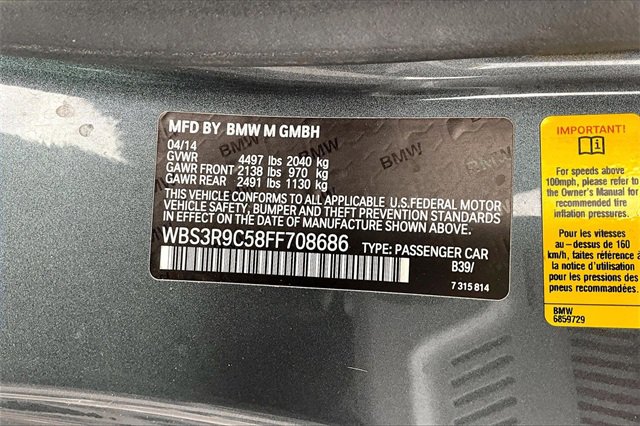 MFD BY BMW M GMBH
04/14
GVWR 4497 lbs 2040 kg
GAWR FRONT 2138 lbs 970 kg
GAWR REAR 2491 lbs 1130 kg
THIS VEHICLE CONFORMS TO ALL APPLICABLE U.S.FEDERAL MOTOR
VEHICLE SAFETY, BUMPER AND THEFT PREVENTION STANDARDS
IN EFFECT ON THE DATE OF MANUFACTURE SHOWN ABOVE.
WBS3R9C58FF708686 TYPE: PASSENGER CAR
B39/
7 315 814
BMW
BMW
BMW
IMPORTANT!
For speeds above
100mph, please refer to
the Owner's Manual for
recommended tire
inflation pressures.
Pour les vitesses
au-dessus de 160
km/h, faites référence à
la notice d'utilisation
pour les pressions des
pneus recommandées.
BMW
6859729